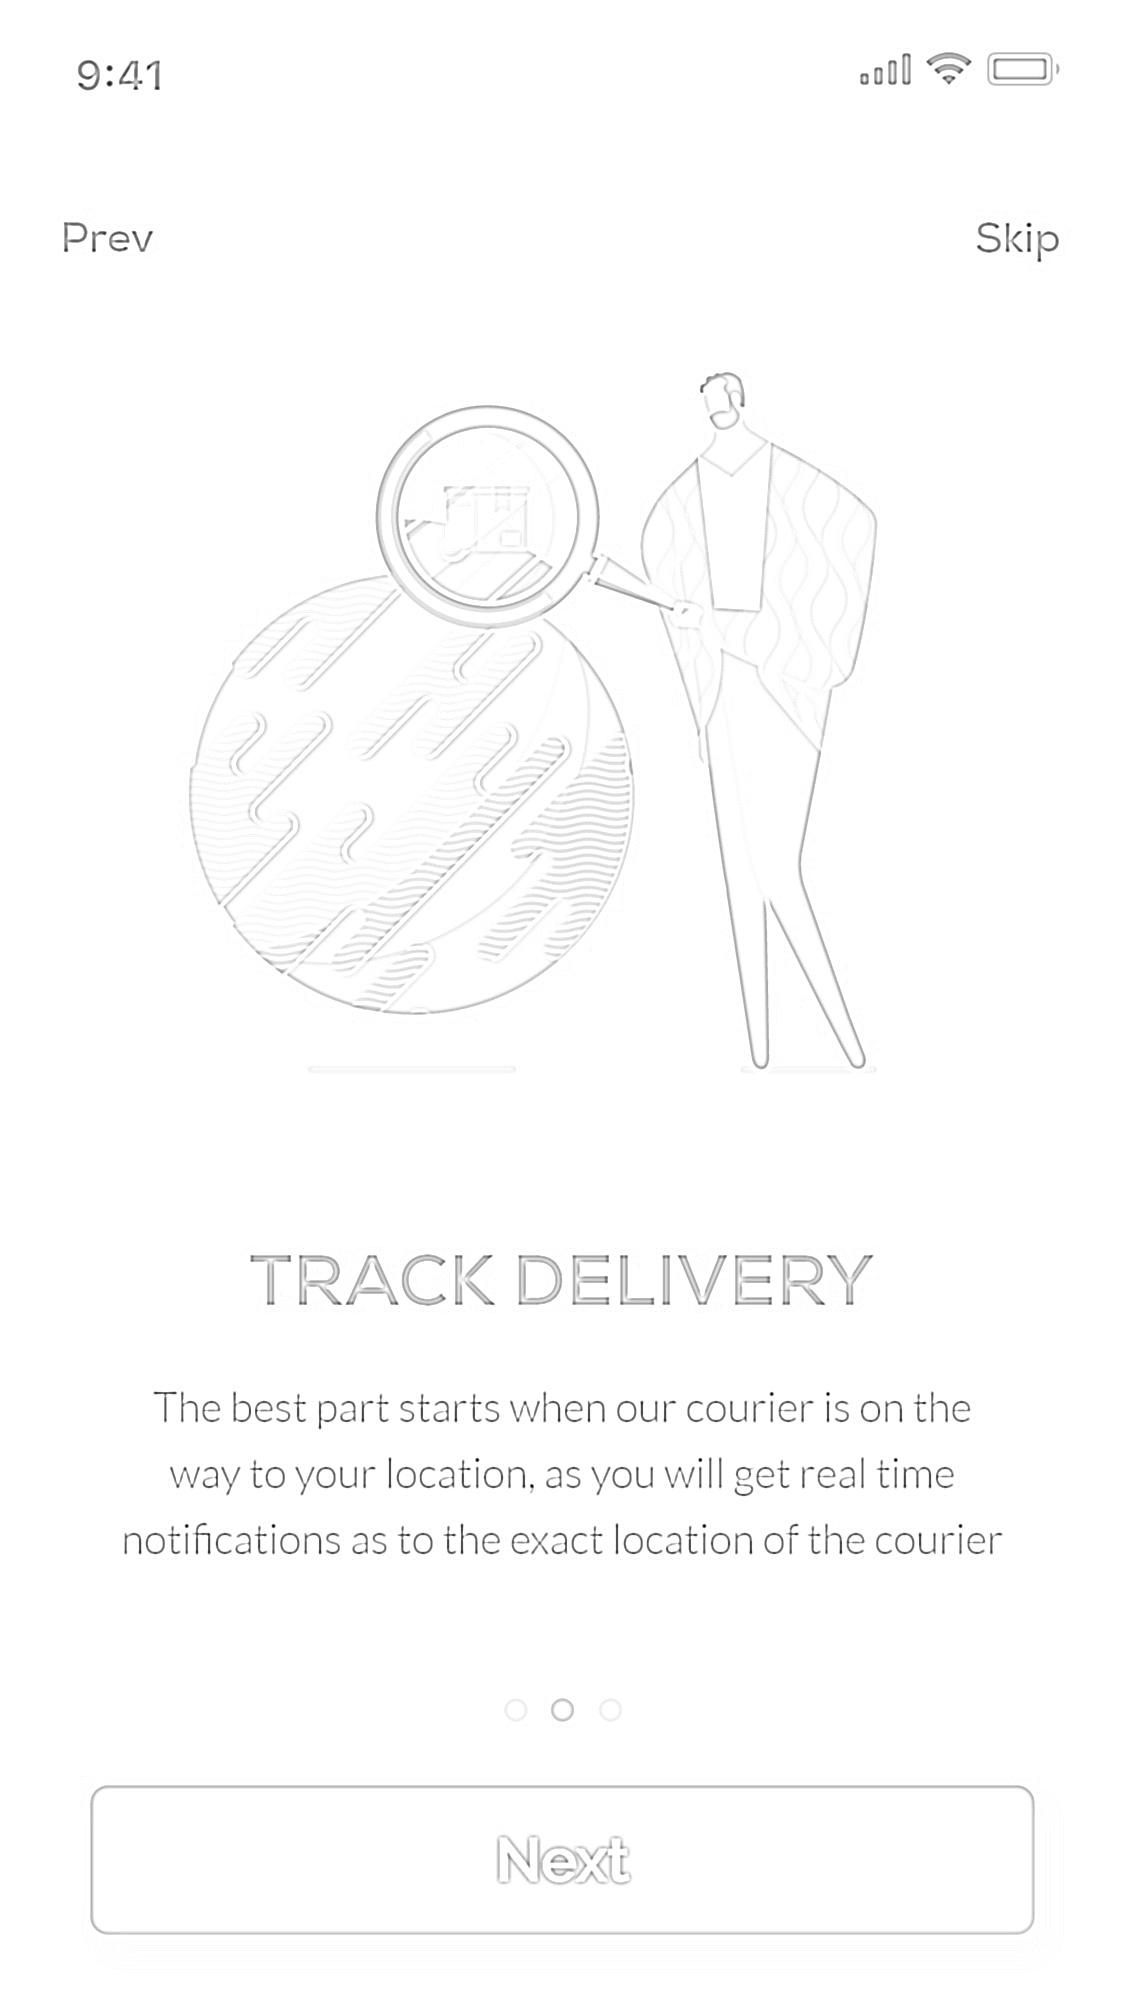 9:41
Prev
Skip
TRACK DELIVERY
The best part starts when our courier is on the
way to your location, as you will get real time
notifications as to the exact location of the courier
Next